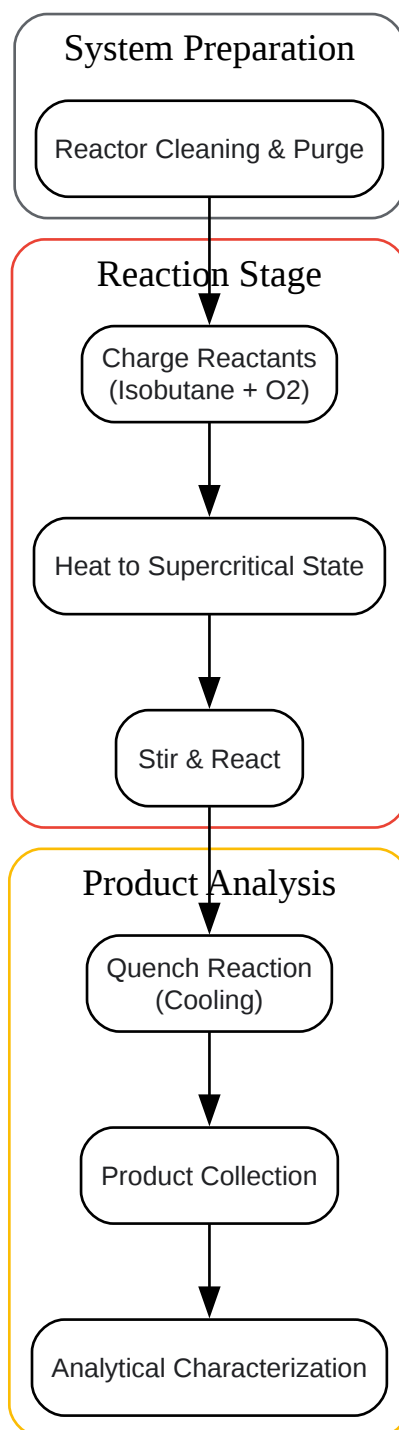 System Preparation
Reactor Cleaning & Purge
Reaction Stage
Charge Reactants
(Isobutane + O2)
Heat to Supercritical State
Stir & React
Product Analysis
Quench Reaction
(Cooling)
Product Collection
Analytical Characterization